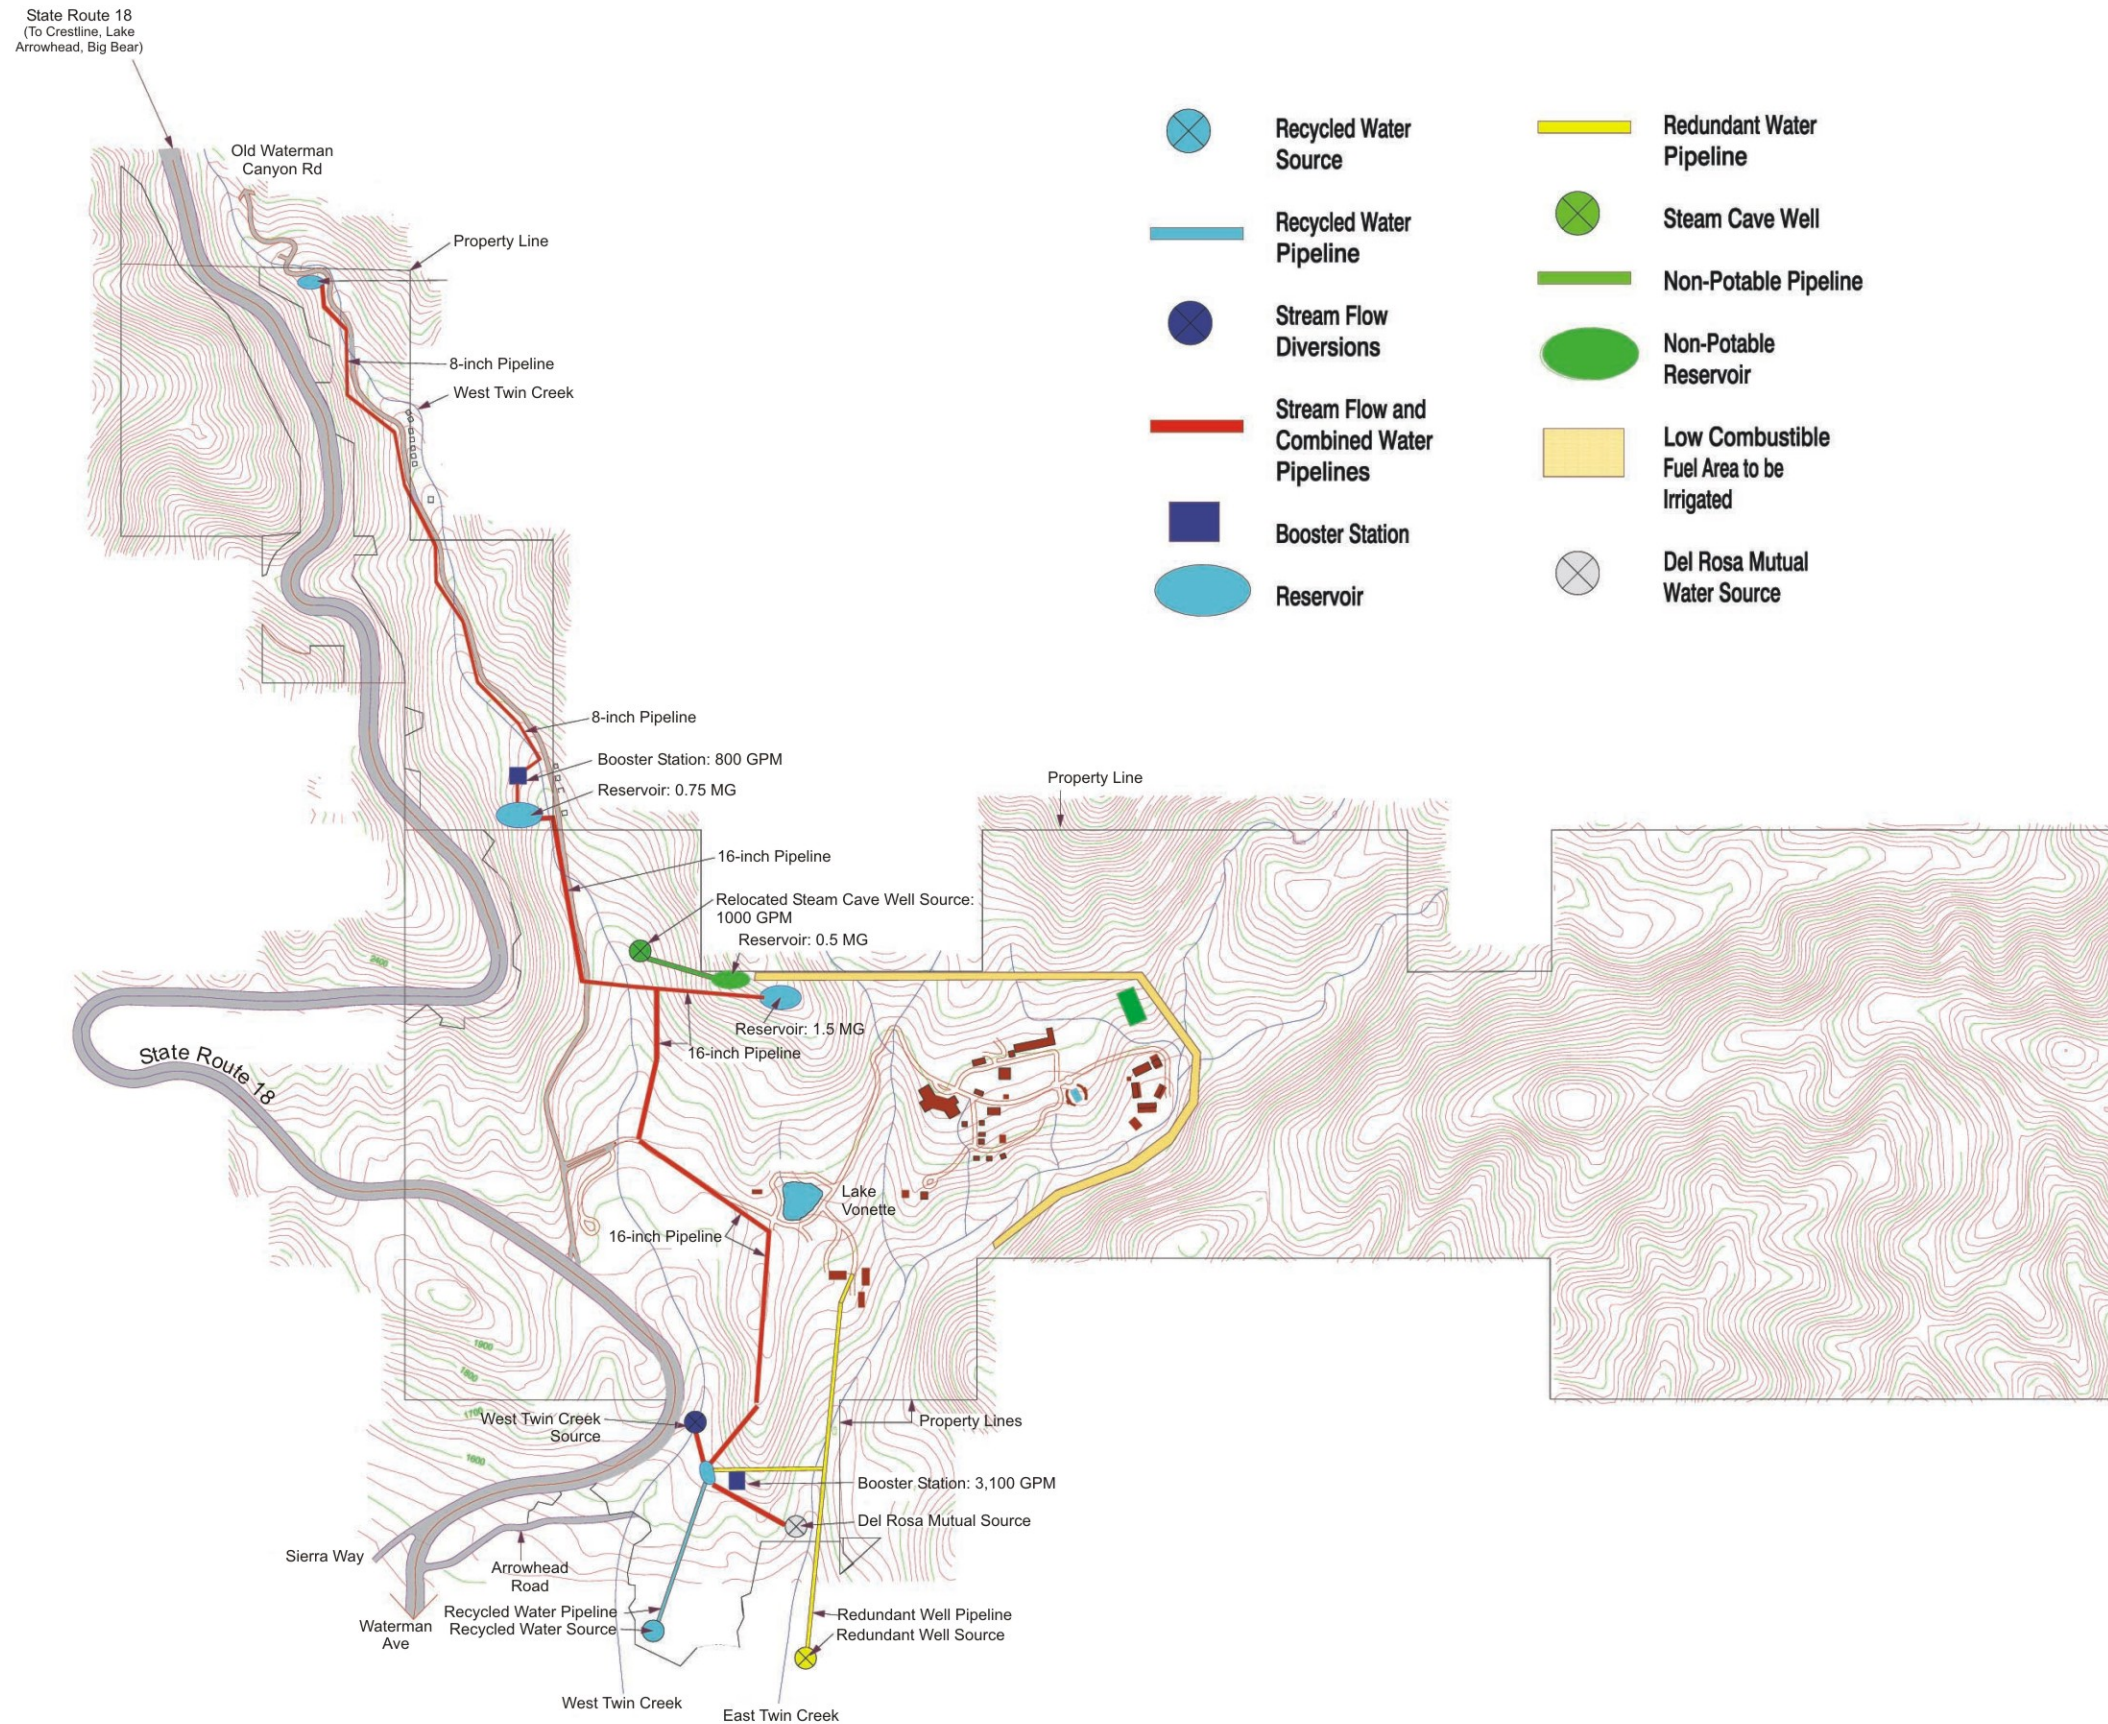 State Route 18
(To Crestline, Lake
Arrowhead, Big Bear)
Old Waterman
Canyon Rd
Property Line
8-inch Pipeline
West Twin Creek
Recycled Water
Source
Recycled Water
Pipeline
Stream Flow
Diversions
Stream Flow and
Combined Water
Pipelines
Booster Station
Reservoir
Redundant Water
Pipeline
Steam Cave Well
Non-Potable Pipeline
Non-Potable
Reservoir
Low Combustible
Fuel Area to be
Irrigated
Del Rosa Mutual
Water Source
8-inch Pipeline
Booster Station: 800 GPM
Reservoir: 0.75 MG
Property Line
16-inch Pipeline
Relocated Steam Cave Well Source:
1000 GPM
Reservoir: 0.5 MG
2400
Reservoir: 1.5 MG
16-inch Pipeline
State Route 18
Lake
Vonette
16-inch Pipeline
1900
1800
1700
West Twin Creek
Source
Property Lines
1600
Booster Station: 3,100 GPM
Del Rosa Mutual Source
Sierra Way
Arrowhead
Road
Waterman
Ave
Recycled Water Pipeline
Recycled Water Source
Redundant Well Pipeline
Redundant Well Source
West Twin Creek
East Twin Creek